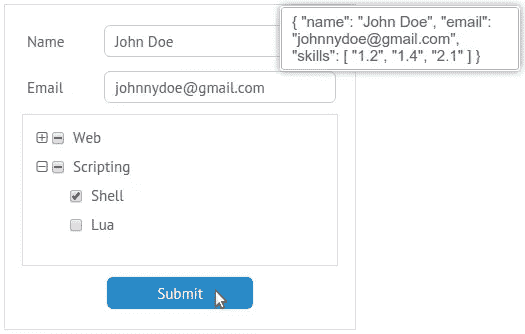 Name
John Doe
{ "name": "John Doe", "email":
"johnnydoe@gmail.com",
"skills": [ "1.2", "1.4", "2.1" ] }
Email
johnnydoe@gmail.com
Web
Scripting
Shell
Lua
Submit